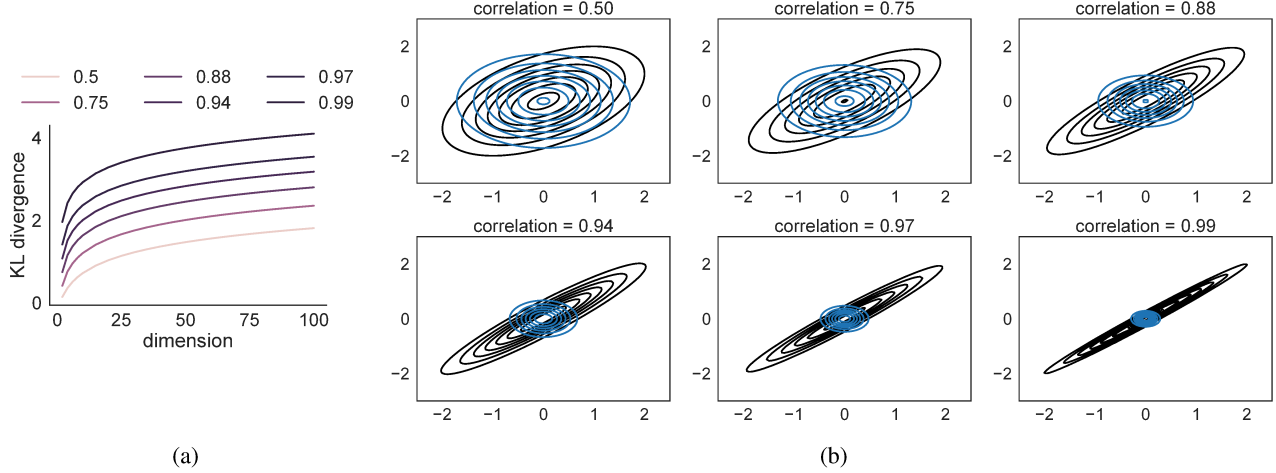 0.5 0.88 0.97
0.75 0.94 0.99
KL divergence
4
2
0
0 25 50 75 100
dimension
(a)
correlation = 0.50
2
0
−2
−2 −1 0 1 2
correlation = 0.75
2
0
−2
−2 −1 0 1 2
correlation = 0.88
2
0
−2
−2 −1 0 1 2
correlation = 0.94
2
0
−2
−2 −1 0 1 2
correlation = 0.97
2
0
−2
−2 −1 0 1 2
correlation = 0.99
2
0
−2
−2 −1 0 1 2
(b)